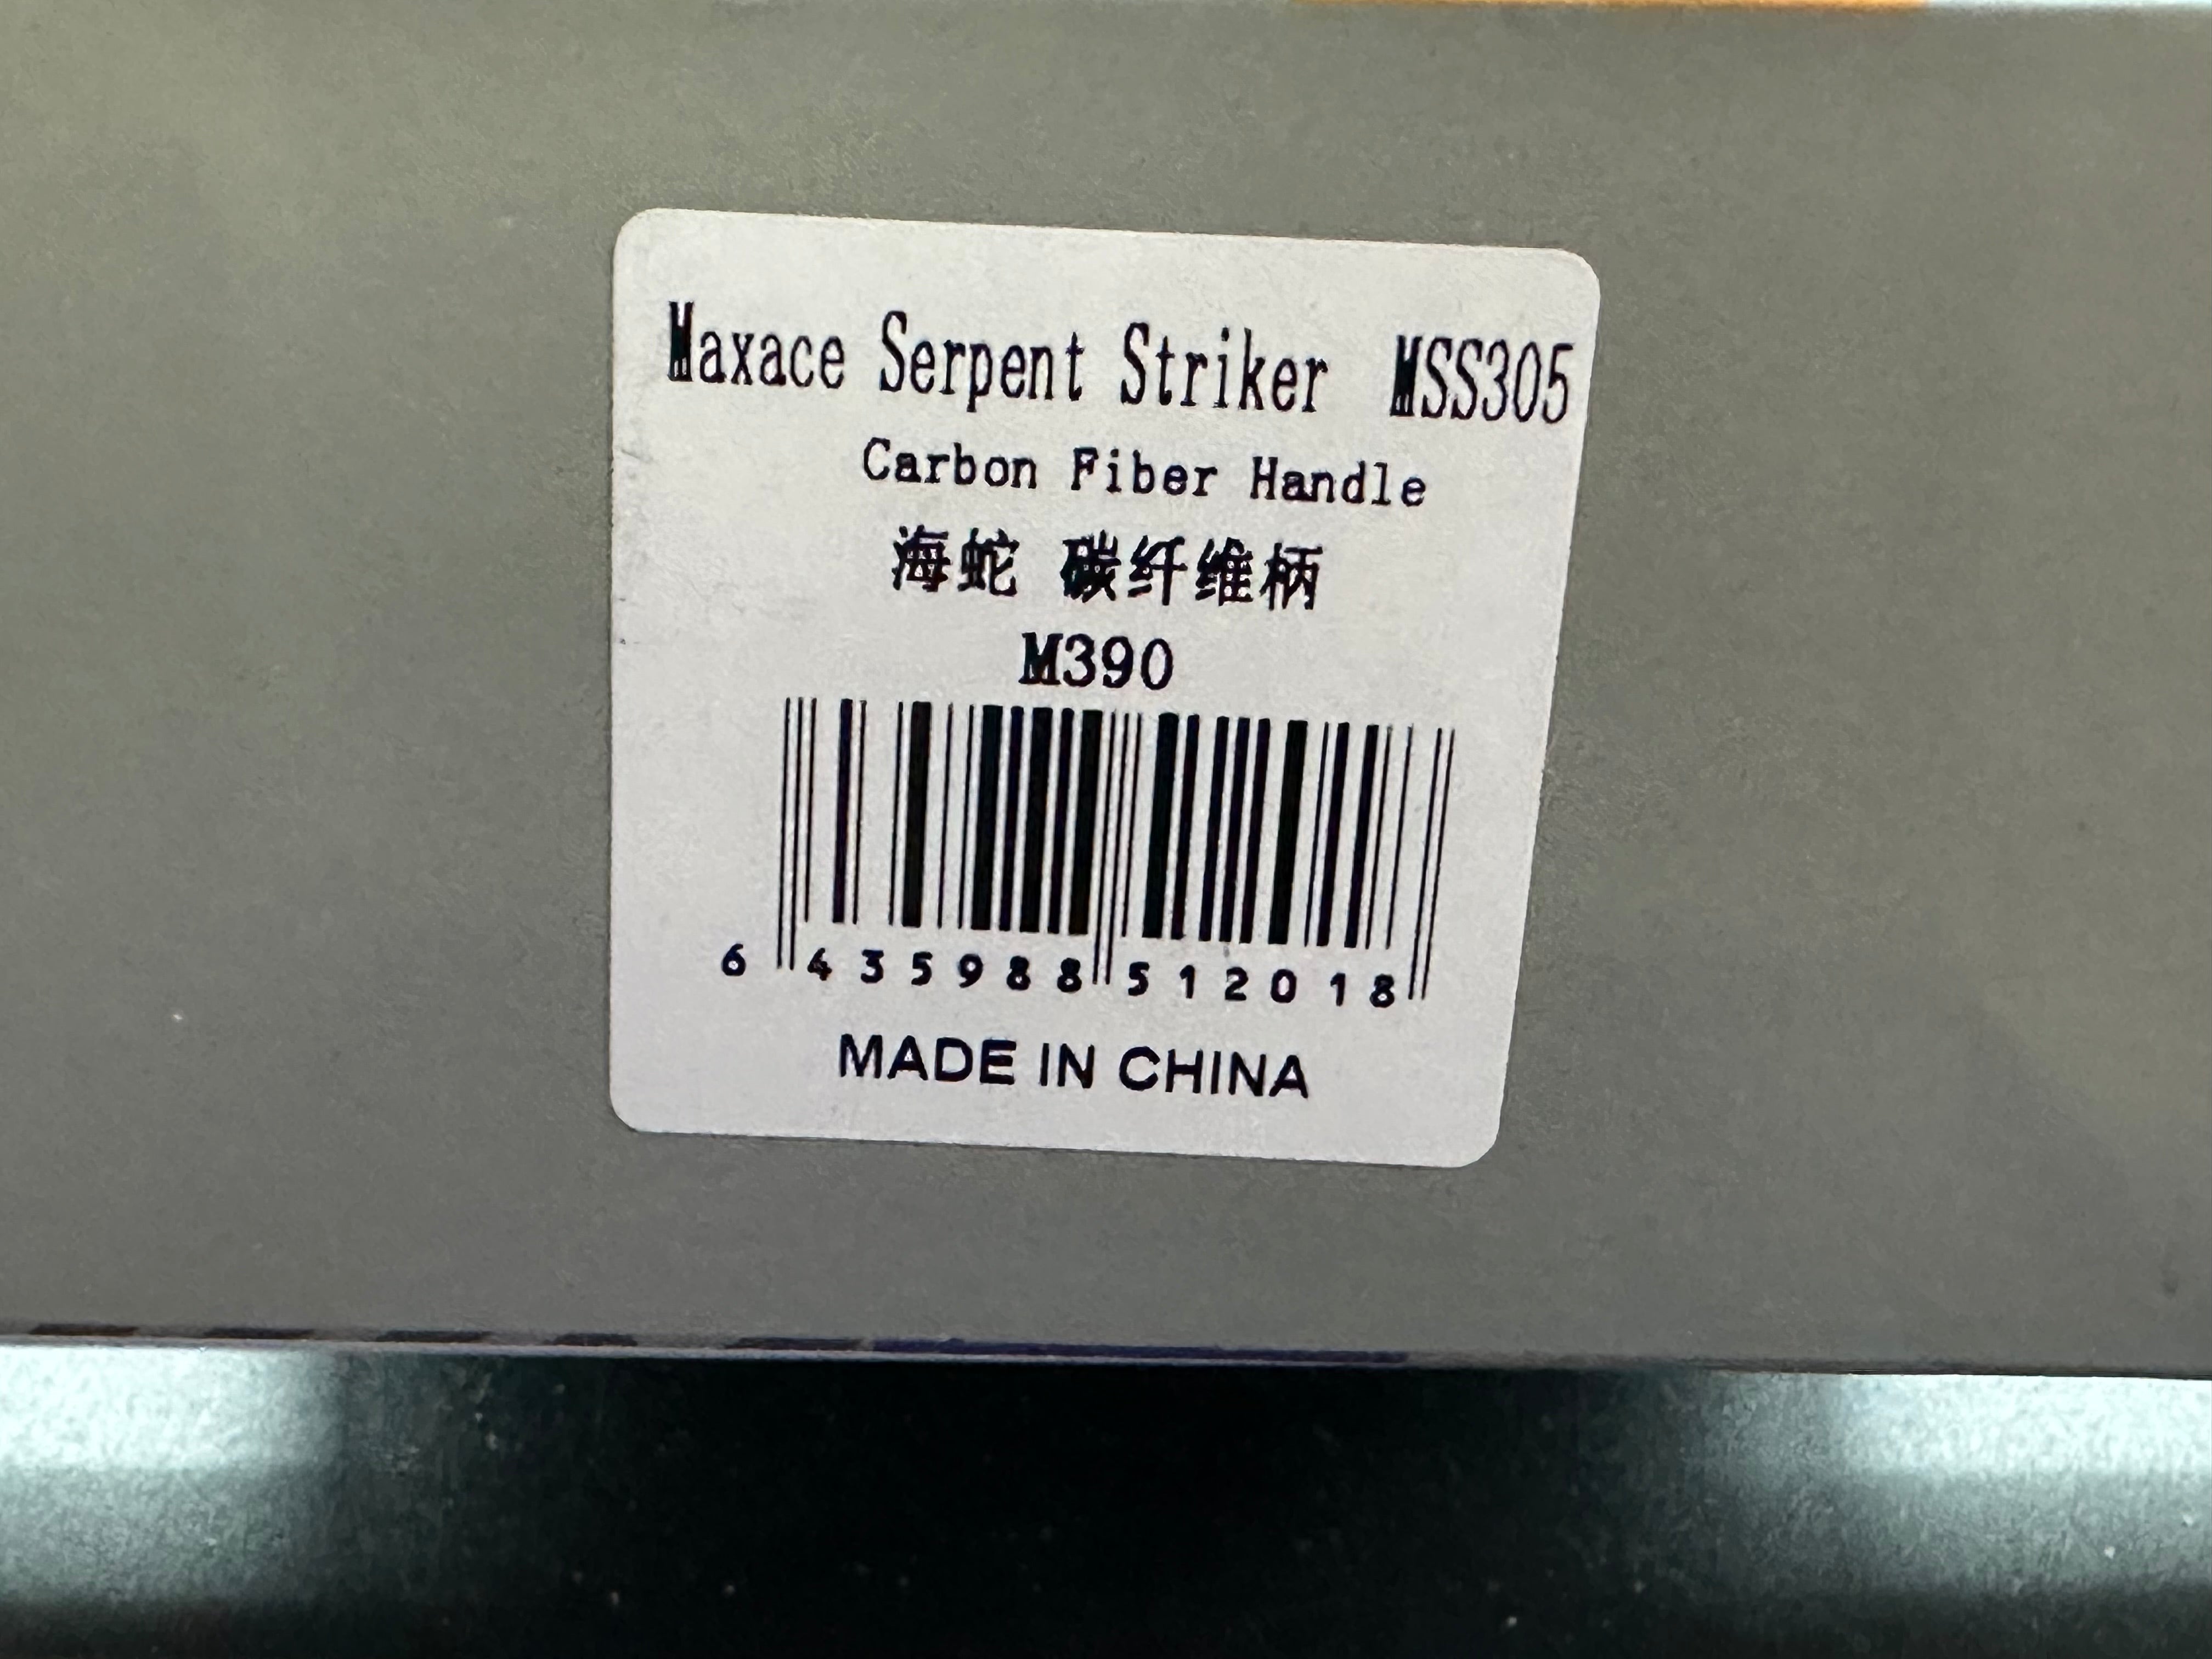 Maxace Serpent Striker MSS305
Carbon Fiber Handle
海蛇 碳纤维柄
M390
6 435988 512018
MADE IN CHINA